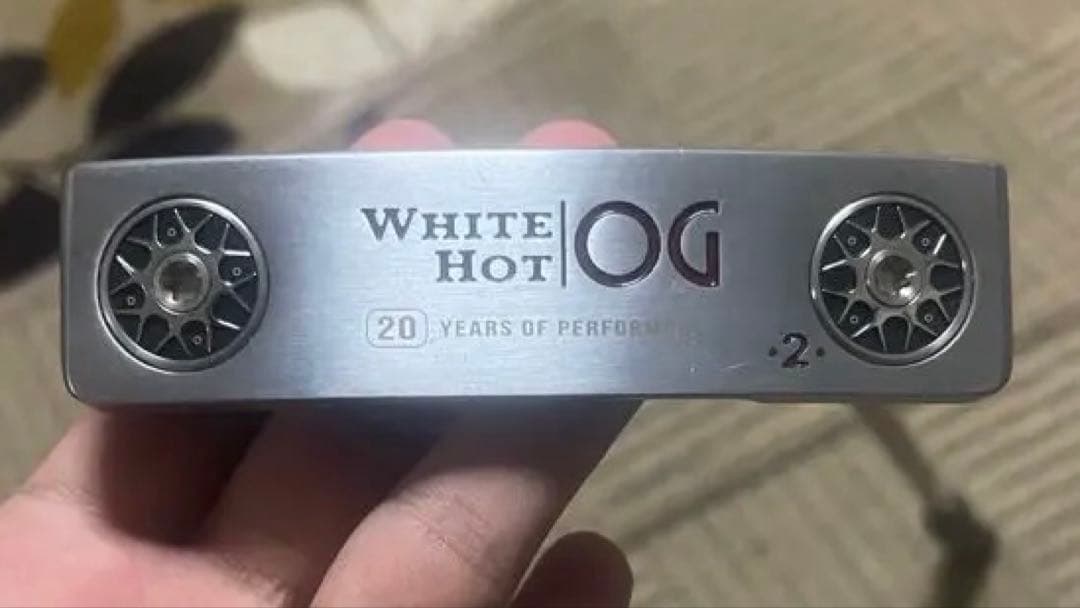 WHITE
HOT
OG
20 YEARS OF
·2·